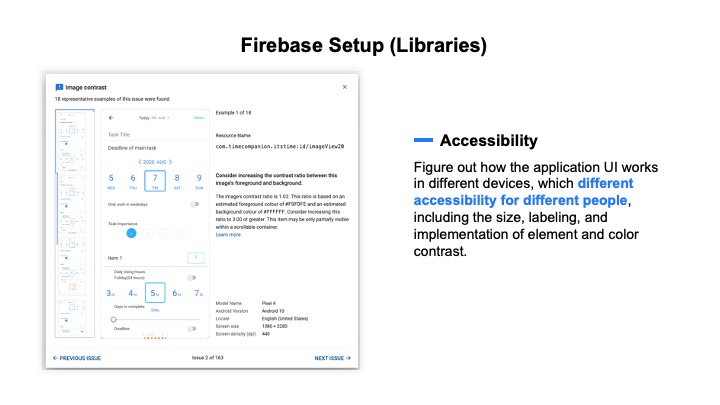 Firebase Setup (Libraries)
Image contrast
18 representative examples of this issue were found
Today
Task Title
Deadline of main task
2020 AUG
5 6 7 8 9
WED THU FRI SAT SUN
Only work in weekdays
Task Importance
Item 1
Daily Using Hours
Fullday(24 hours)
3hr 4hr 5hr 6hr 7hr
Days to complete
2day
Deadline
Example 1 of 18
Resource Name
com.timecompanion.itstime:id/imageView20
Consider increasing the contrast ratio between this
image's foreground and background.
The image's contrast ratio is 1.02. This ratio is based on an
estimated foreground colour of #F9FDFD and an estimated
background colour of #FFFFFF. Consider increasing this
ratio to 3.00 or greater. This item may be only partially visible
within a scrollable container.
Learn more
Model Name Pixel 4
Android Version Android 10
Locale English (United States)
Screen size 1080 × 2280
Screen density (dpi) 440
PREVIOUS ISSUE
Issue 2 of 163
NEXT ISSUE
Accessibility
Figure out how the application UI works
in different devices, which different
accessibility for different people,
including the size, labeling, and
implementation of element and color
contrast.